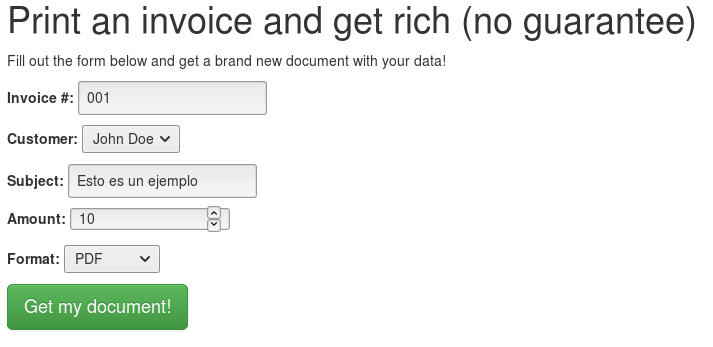 Print an invoice and get rich (no guarantee)
Fill out the form below and get a brand new document with your data!
Invoice #: 001
Customer: John Doe
Subject: Esto es un ejemplo
Amount: 10
Format: PDF
Get my document!